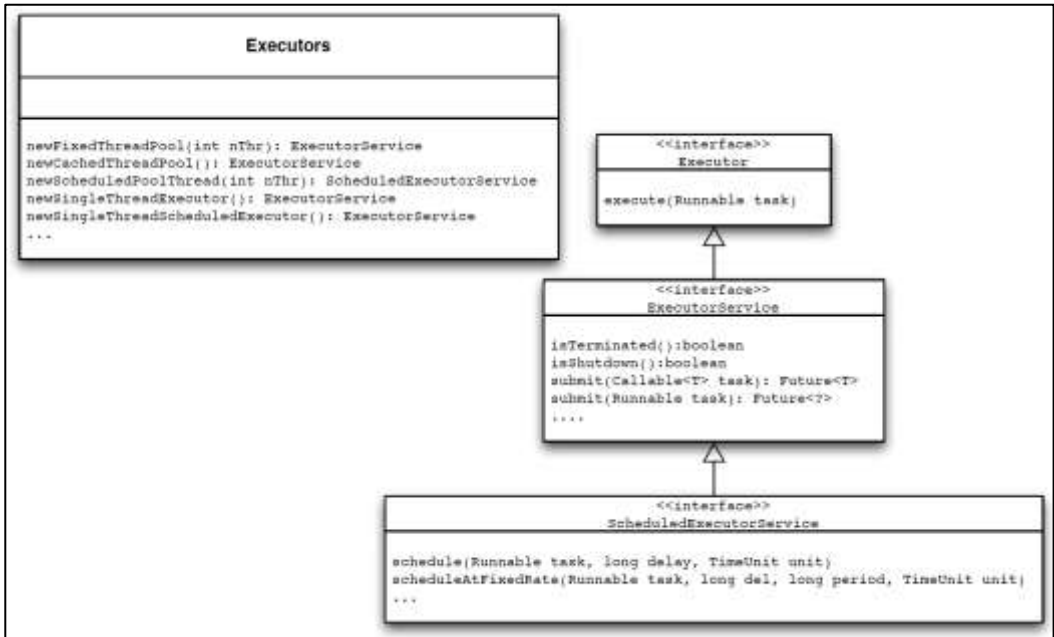 Executors
newFixedThreadPool(int nThr): ExecutorService
newCachedThreadPool(): ExecutorService
newScheduledPoolThread(int nThr): ScheduledExecutorService
newSingleThreadExecutor(): ExecutorService
newSingleThreadScheduledExecutor(): ExecutorService
...
<<interface>>
Executor
execute(Runnable task)
<<interface>>
ExecutorService
isTerminated():boolean
isShutdown():boolean
submit(Callable<T> task): Future<T>
submit(Runnable task): Future<?>
....
<<interface>>
ScheduledExecutorService
schedule(Runnable task, long delay, TimeUnit unit)
scheduleAtFixedRate(Runnable task, long del, long period, TimeUnit unit)
...